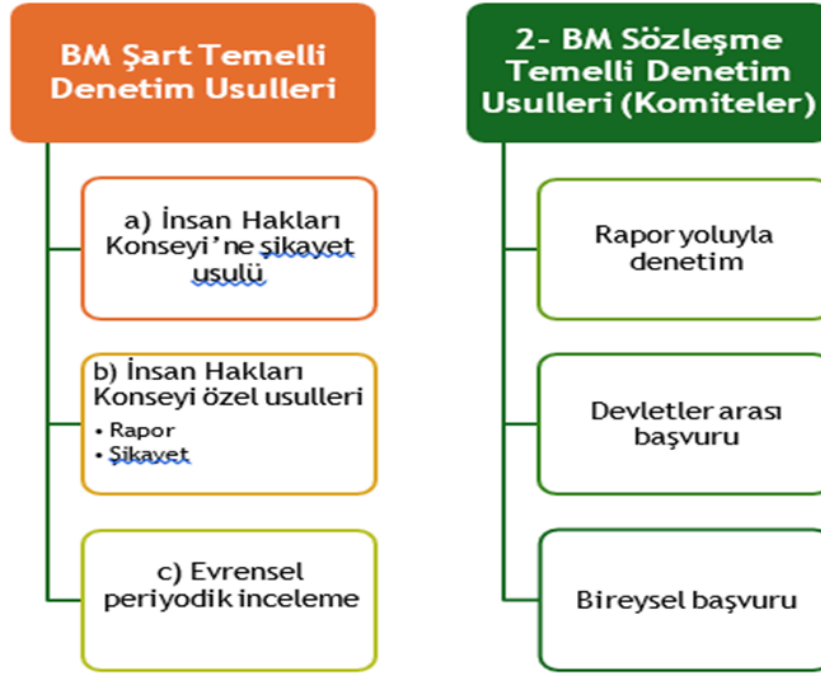 BM Şart Temelli
Denetim Usulleri
a) İnsan Hakları
Konseyi’ne şikayet
usulü
b) İnsan Hakları
Konseyi özel usulleri
• Rapor
• Şikayet
c) Evrensel
periyodik inceleme
2- BM Sözleşme
Temelli Denetim
Usulleri (Komiteler)
Rapor yoluyla
denetim
Devletler arası
başvuru
Bireysel başvuru